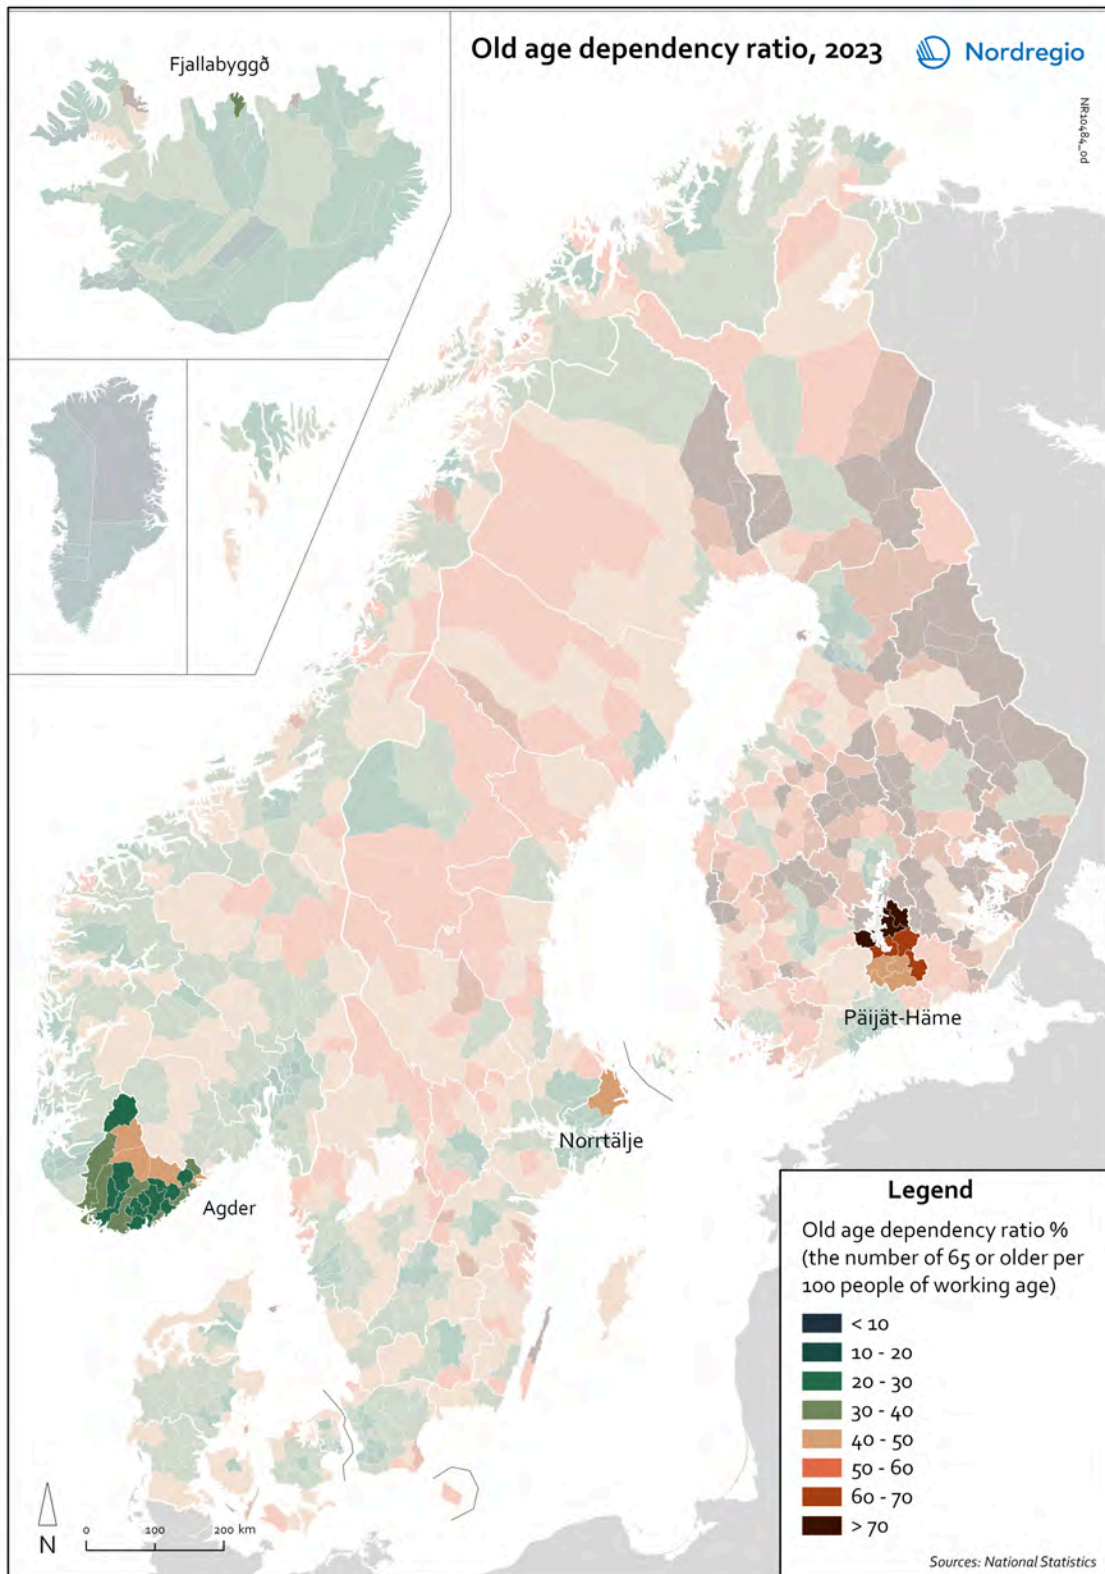 Old age dependency ratio, 2023
Nordregio
NR10484_od
Fjallabyggð
Päijät-Häme
Norrtälje
Agder
Legend
Old age dependency ratio %
(the number of 65 or older per
100 people of working age)
< 10
10 - 20
20 - 30
30 - 40
40 - 50
50 - 60
60 - 70
> 70
N
0 100 200 km
Sources: National Statistics